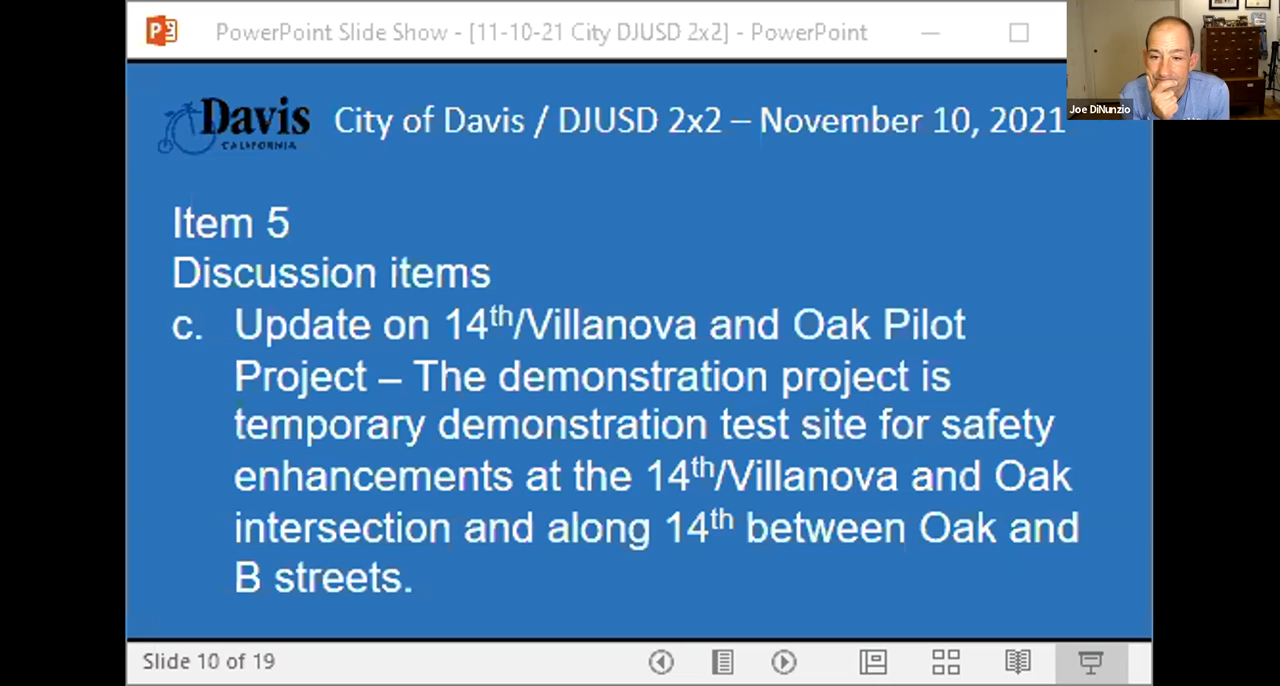 PowerPoint Slide Show - [11-10-21 City DJUSD 2x2] - PowerPoint
Joe DiNunzio
Davis
CALIFORNIA
City of Davis / DJUSD 2x2 – November 10, 2021
Item 5
Discussion items
c. Update on 14th/Villanova and Oak Pilot
Project – The demonstration project is
temporary demonstration test site for safety
enhancements at the 14th/Villanova and Oak
intersection and along 14th between Oak and
B streets.
Slide 10 of 19